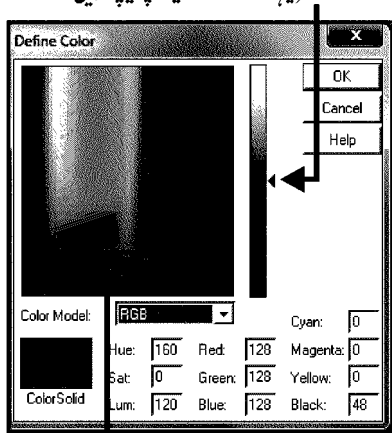 Define Color
OK
Cancel
Help
Color Model: RGB
Cyan: 0
Hue: 160 Red: 128 Magenta: 0
Sat: 0 Green: 128 Yellow: 0
ColorSolid
Lum: 120 Blue: 128 Black: 48